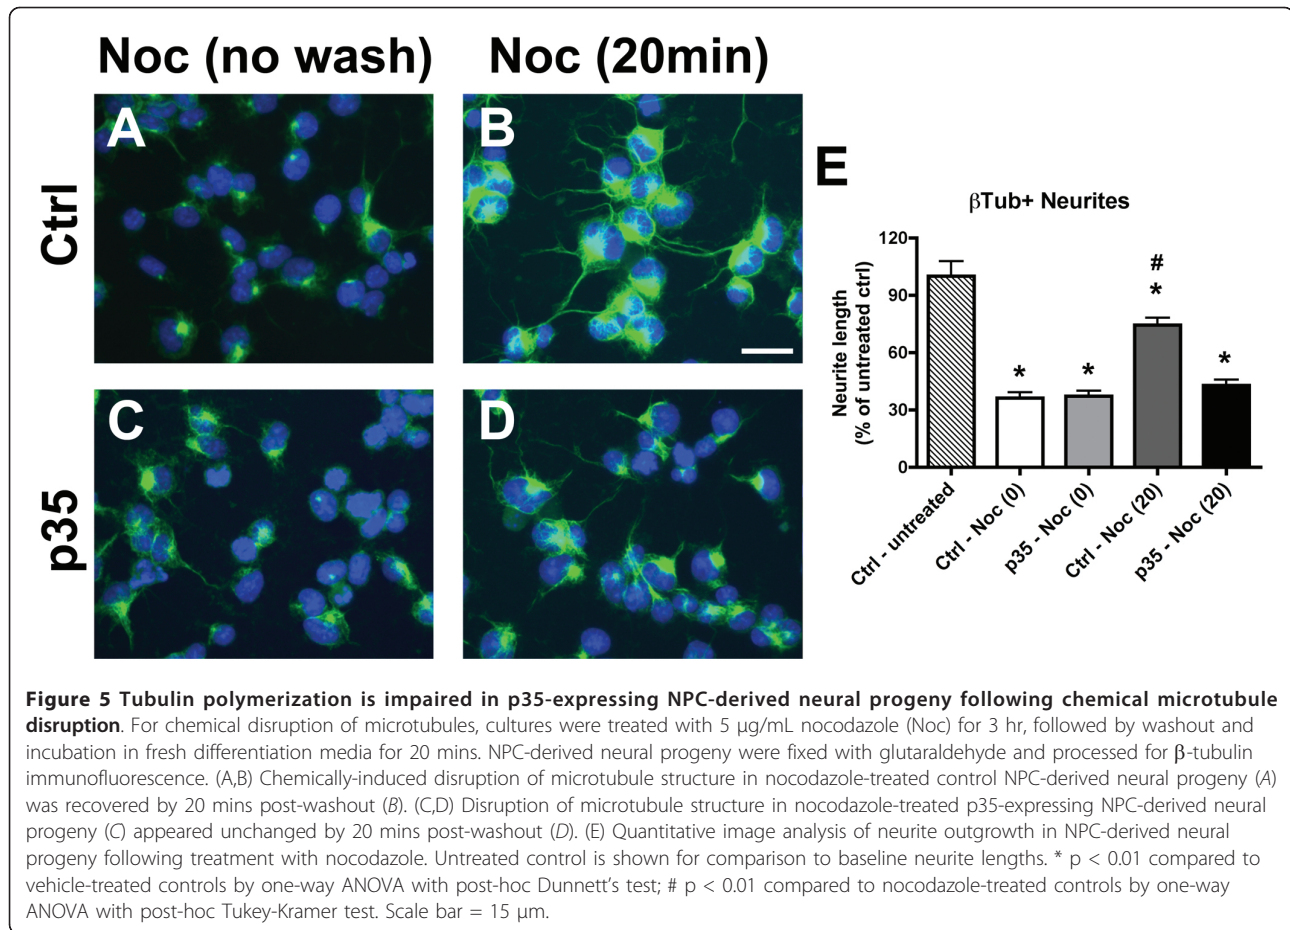 Noc (no wash) Noc (20min)
Ctrl
A
B
p35
C
D
E
βTub+ Neurites
Neurite length
(% of untreated ctrl)
120
90
60
30
0
*
*
#
*
*
Ctrl - untreated
Ctrl - Noc (0)
p35 - Noc (0)
Ctrl - Noc (20)
p35 - Noc (20)
Figure 5 Tubulin polymerization is impaired in p35-expressing NPC-derived neural progeny following chemical microtubule
disruption. For chemical disruption of microtubules, cultures were treated with 5 μg/mL nocodazole (Noc) for 3 hr, followed by washout and
incubation in fresh differentiation media for 20 mins. NPC-derived neural progeny were fixed with glutaraldehyde and processed for β-tubulin
immunofluorescence. (A,B) Chemically-induced disruption of microtubule structure in nocodazole-treated control NPC-derived neural progeny (A)
was recovered by 20 mins post-washout (B). (C,D) Disruption of microtubule structure in nocodazole-treated p35-expressing NPC-derived neural
progeny (C) appeared unchanged by 20 mins post-washout (D). (E) Quantitative image analysis of neurite outgrowth in NPC-derived neural
progeny following treatment with nocodazole. Untreated control is shown for comparison to baseline neurite lengths. * p < 0.01 compared to
vehicle-treated controls by one-way ANOVA with post-hoc Dunnett's test; # p < 0.01 compared to nocodazole-treated controls by one-way
ANOVA with post-hoc Tukey-Kramer test. Scale bar = 15 μm.